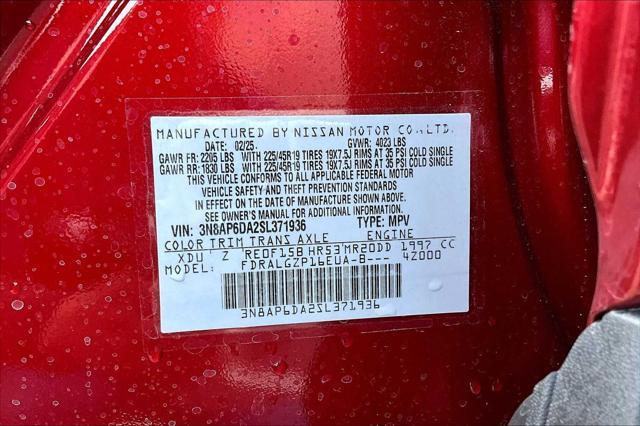 MANUFACTURED BY NISSAN MOTOR CO.,LTD.
DATE: 02/25. GVWR: 4023 LBS
GAWR FR: 2205 LBS WITH 225/45R19 TIRES 19X7.5J RIMS AT 35 PSI COLD SINGLE
GAWR RR: 1830 LBS WITH 225/45R19 TIRES 19X7.5J RIMS AT 35 PSI COLD SINGLE
THIS VEHICLE CONFORMS TO ALL APPLICABLE FEDERAL MOTOR
VEHICLE SAFETY AND THEFT PREVENTION STANDARDS
IN EFFECT ON THE DATE OF MANUFACTURE SHOWN ABOVE.
SEE OWNER'S MANUAL FOR ADDITIONAL INFORMATION.
VIN: 3N8AP6DA2SL371936 TYPE: MPV
COLOR TRIM TRANS AXLE ENGINE
XDU Z RE0F15B HR53 MR20DD 1997 CC
MODEL: FDRALGZP16EUA-B--- 4Z000
3N8AP6DA2SL371936